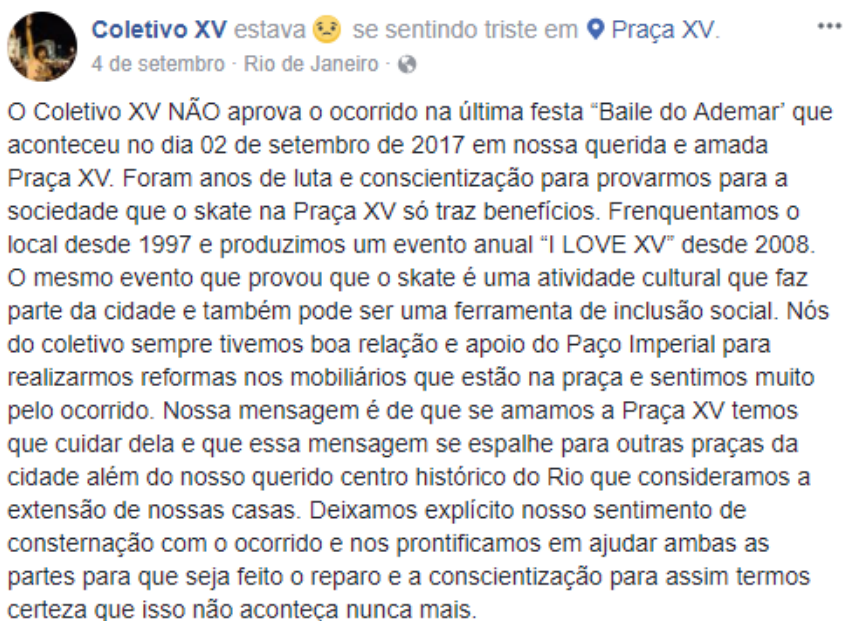 Coletivo XV estava 😟 se sentindo triste em Praça XV.
4 de setembro · Rio de Janeiro ·
O Coletivo XV NÃO aprova o ocorrido na última festa “Baile do Ademar’ que
aconteceu no dia 02 de setembro de 2017 em nossa querida e amada
Praça XV. Foram anos de luta e conscientização para provarmos para a
sociedade que o skate na Praça XV só traz benefícios. Frenquentamos o
local desde 1997 e produzimos um evento anual “I LOVE XV” desde 2008.
O mesmo evento que provou que o skate é uma atividade cultural que faz
parte da cidade e também pode ser uma ferramenta de inclusão social. Nós
do coletivo sempre tivemos boa relação e apoio do Paço Imperial para
realizarmos reformas nos mobiliários que estão na praça e sentimos muito
pelo ocorrido. Nossa mensagem é de que se amamos a Praça XV temos
que cuidar dela e que essa mensagem se espalhe para outras praças da
cidade além do nosso querido centro histórico do Rio que consideramos a
extensão de nossas casas. Deixamos explícito nosso sentimento de
consternação com o ocorrido e nos prontificamos em ajudar ambas as
partes para que seja feito o reparo e a conscientização para assim termos
certeza que isso não aconteça nunca mais.